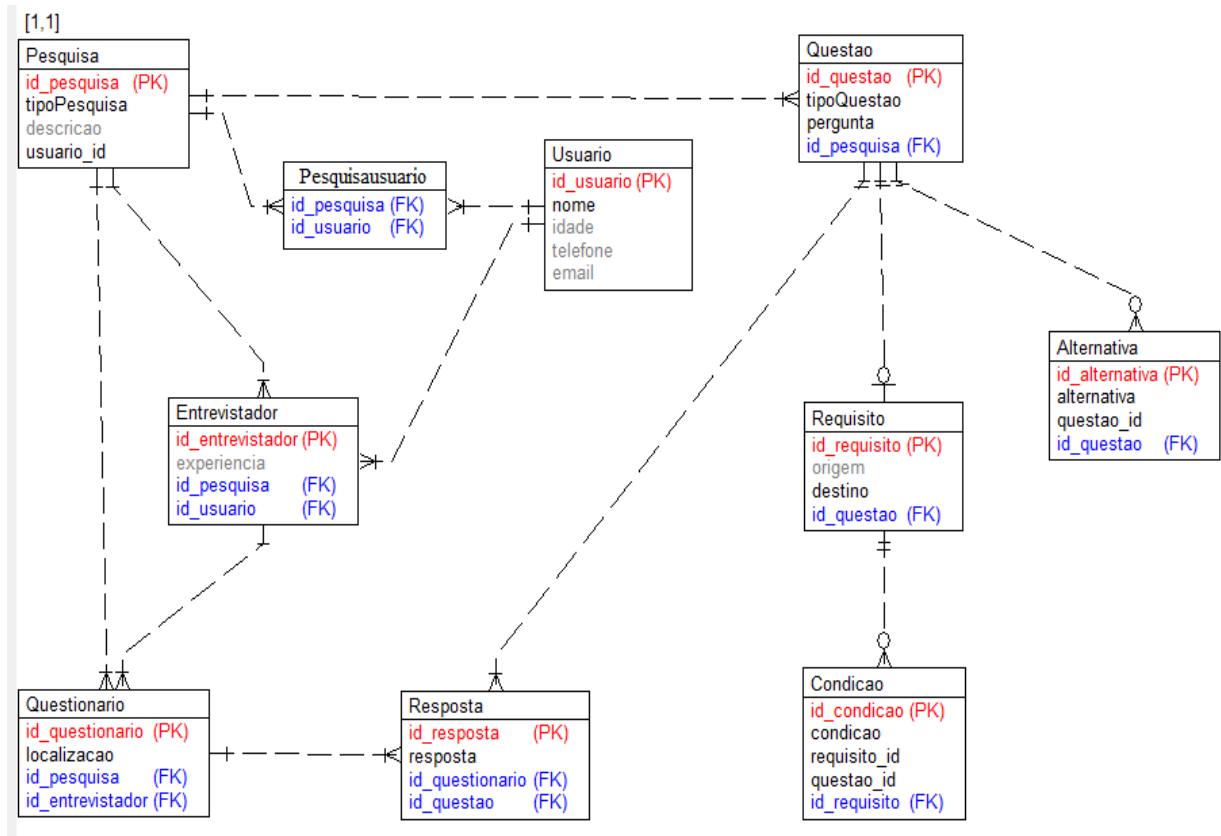 [1,1]
Pesquisa
id_pesquisa (PK)
tipoPesquisa
descricao
usuario_id
Questao
id_questao (PK)
tipoQuestao
pergunta
id_pesquisa (FK)
Pesquisausuario
id_pesquisa (FK)
id_usuario (FK)
Usuario
id_usuario (PK)
nome
idade
telefone
email
Alternativa
id_alternativa (PK)
alternativa
questao_id
id_questao (FK)
Entrevistador
id_entrevistador (PK)
experiencia
id_pesquisa (FK)
id_usuario (FK)
Requisito
id_requisito (PK)
origem
destino
id_questao (FK)
Questionario
id_questionario (PK)
localizacao
id_pesquisa (FK)
id_entrevistador (FK)
Resposta
id_resposta (PK)
resposta
id_questionario (FK)
id_questao (FK)
Condicao
id_condicao (PK)
condicao
requisito_id
questao_id
id_requisito (FK)